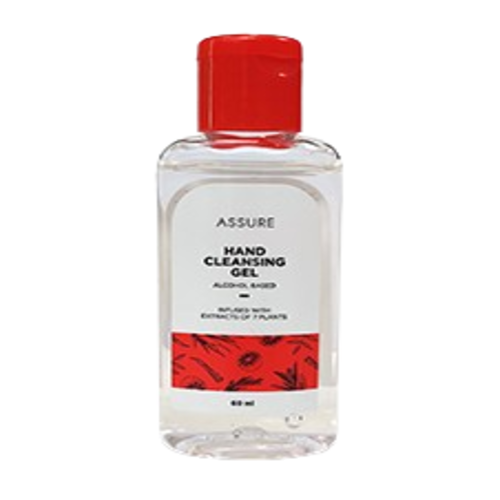 ASSURE
HAND
CLEANSING
GEL
ALCOHOL BASED
INFUSED WITH
EXTRACTS OF 7 PLANTS
60 ml